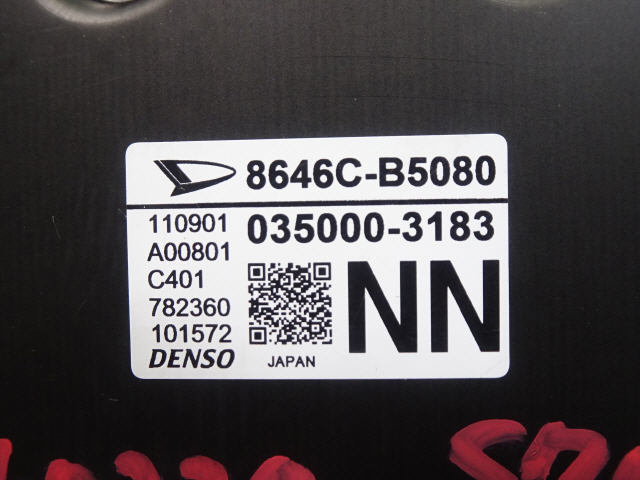 8646C-B5080
035000-3183
110901
A00801
C401
782360
101572
DENSO
JAPAN
NN